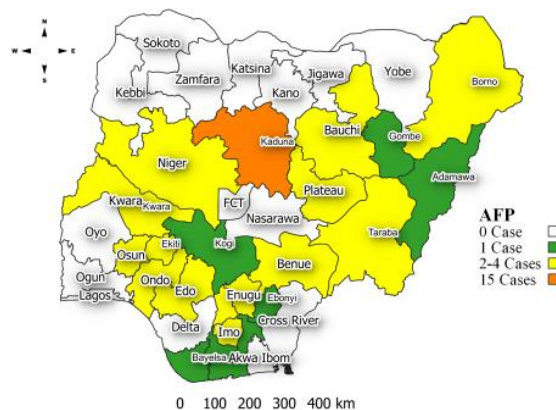 N
W E
S
Sokoto
Katsina
Jigawa
Yobe
Zamfara
Borno
Kebbi
Kano
Kaduna
Bauchi
Gombe
Niger
Adamawa
Plateau
Kwara
Kwara
FCT
Nasarawa
AFP
Oyo
Ekiti
Kogi
Taraba
0 Case
1 Case
Osun
2-4 Cases
Benue
15 Cases
Ogun
Ondo
Edo
Lagos
Enugu
Ebonyi
Delta
Imo
Cross River
Bayelsa
Akwa Ibom
0 100 200 300 400 km